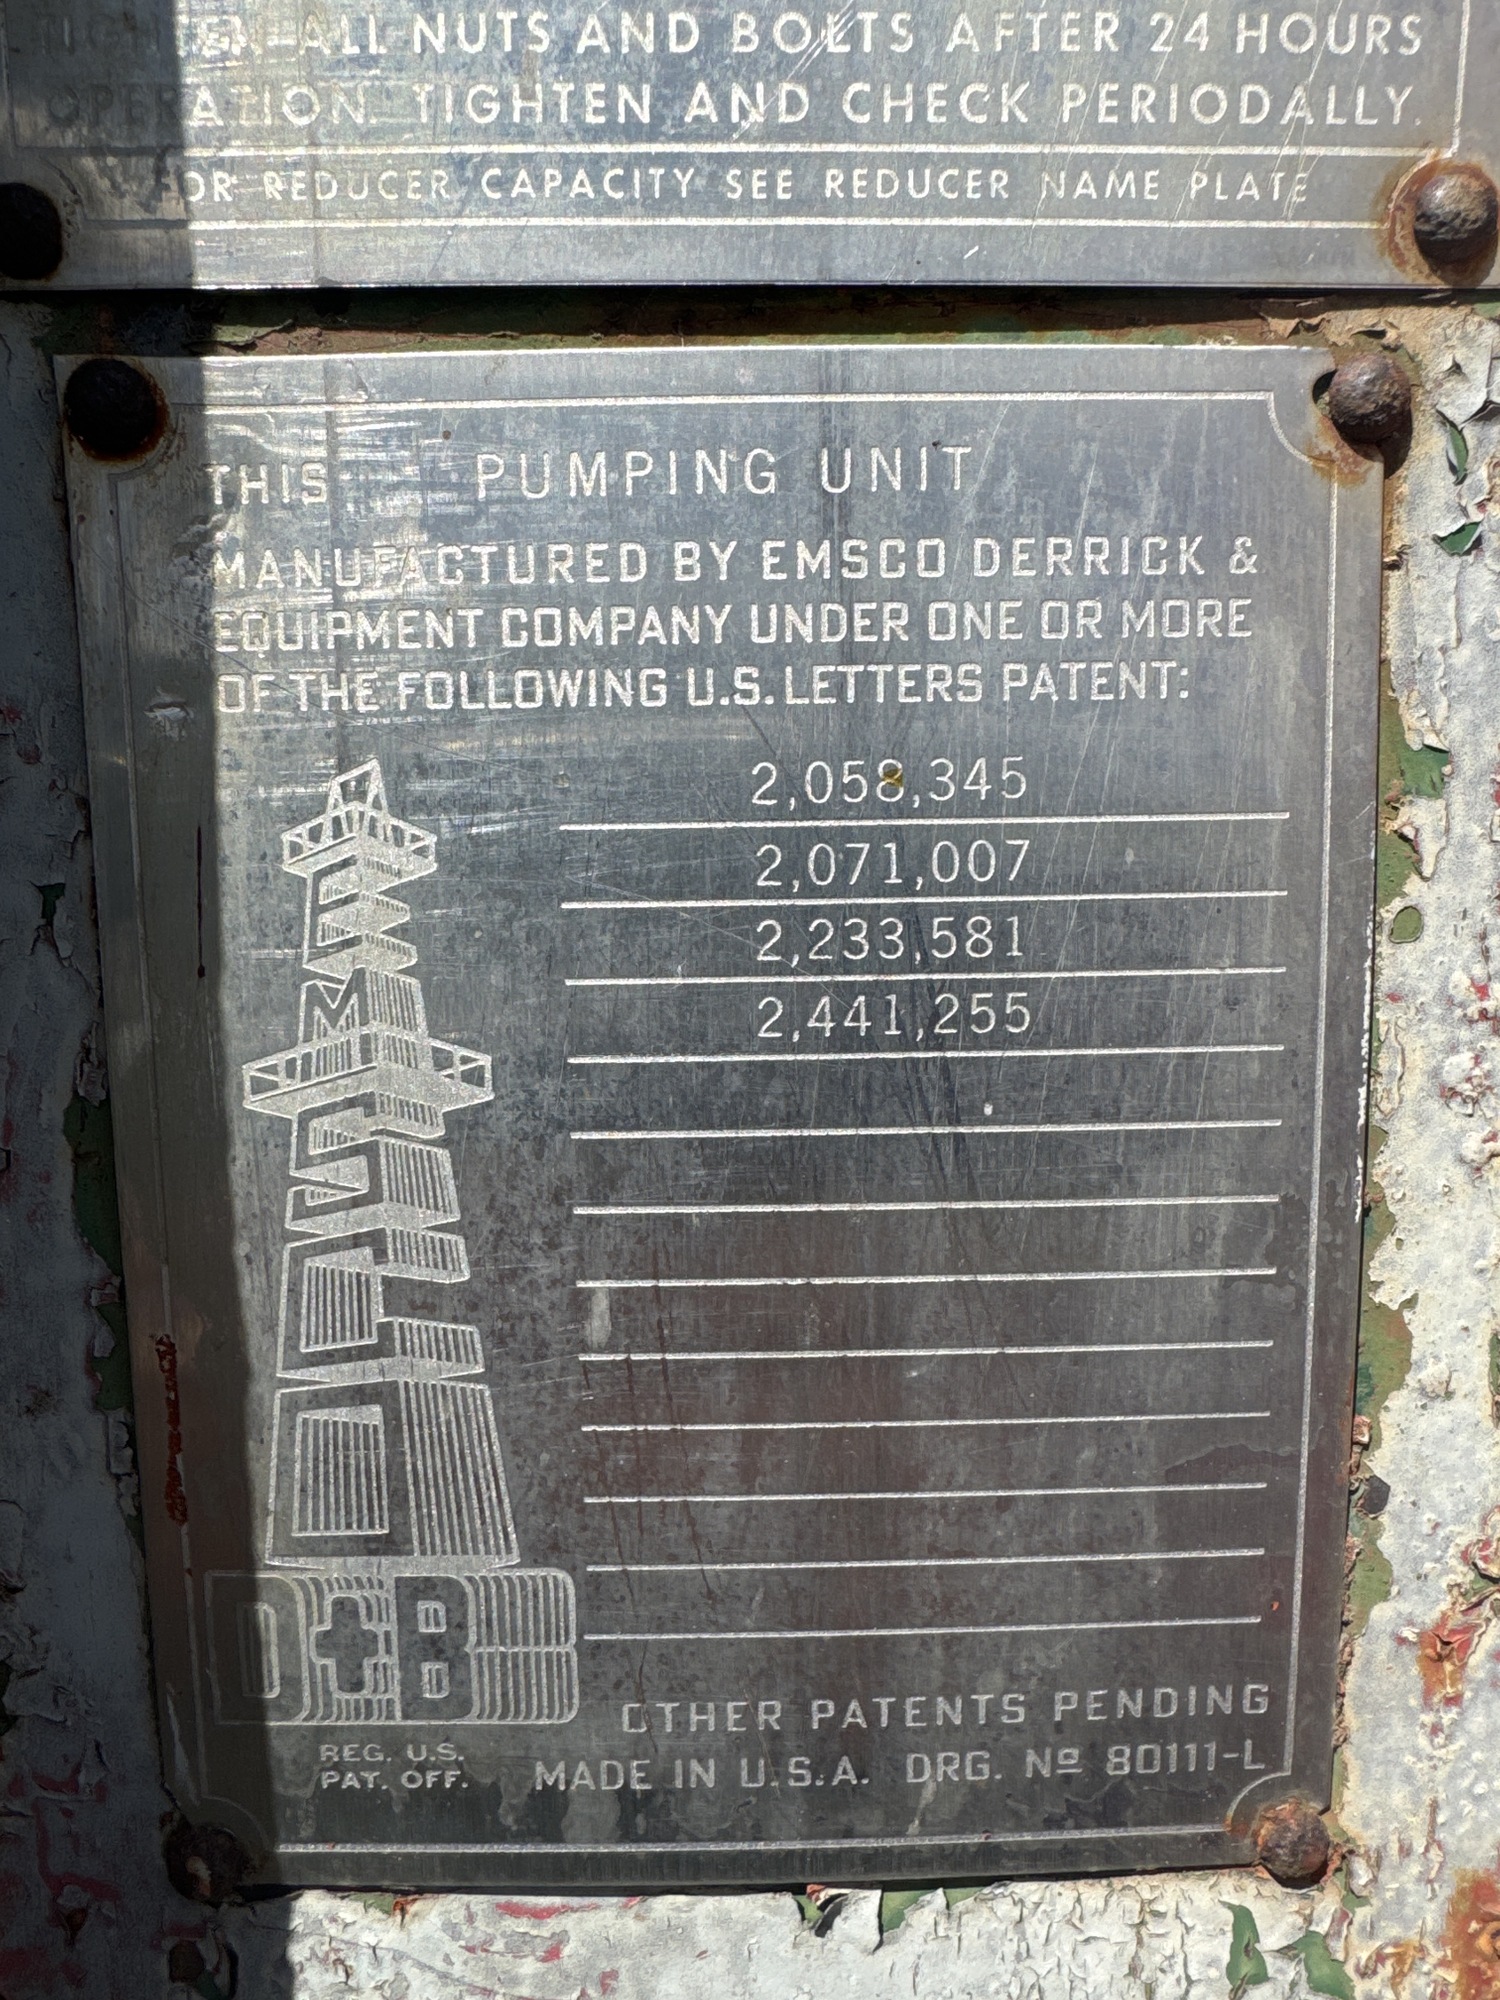 TIGHTEN ALL NUTS AND BOLTS AFTER 24 HOURS
OPERATION. TIGHTEN AND CHECK PERIODALLY.
FOR REDUCER CAPACITY SEE REDUCER NAME PLATE
THIS PUMPING UNIT
MANUFACTURED BY EMSCO DERRICK &
EQUIPMENT COMPANY UNDER ONE OR MORE
OF THE FOLLOWING U.S. LETTERS PATENT:
2,058,345
2,071,007
2,233,581
2,441,255
EMSCO
D+B
OTHER PATENTS PENDING
REG. U.S.
PAT. OFF.
MADE IN U.S.A. DRG. Nº 80111-L